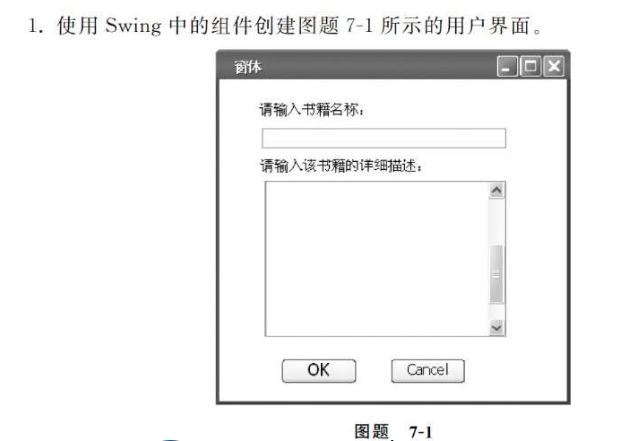 1. 使用 Swing 中的组件创建图题 7-1 所示的用户界面。
窗体
请输入书籍名称：
请输入该书籍的详细描述：
OK
Cancel
图题 7-1